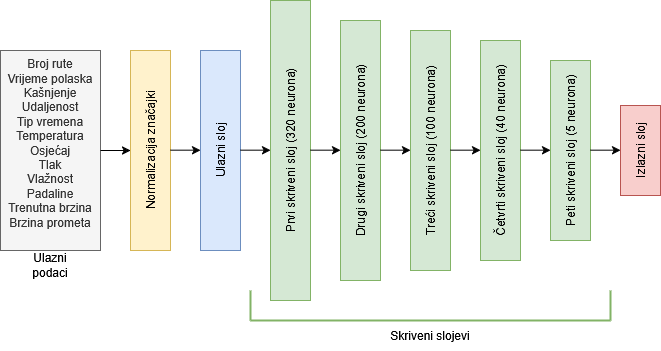 Broj rute
Vrijeme polaska
Kašnjenje
Udaljenost
Tip vremena
Temperatura
Osjećaj
Tlak
Vlažnost
Padaline
Trenutna brzina
Brzina prometa
Ulazni
podaci
Normalizacija značajki
Ulazni sloj
Prvi skriveni sloj (320 neurona)
Drugi skriveni sloj (200 neurona)
Treći skriveni sloj (100 neurona)
Četvrti skriveni sloj (40 neurona)
Peti skriveni sloj (5 neurona)
Izlazni sloj
Skriveni slojevi